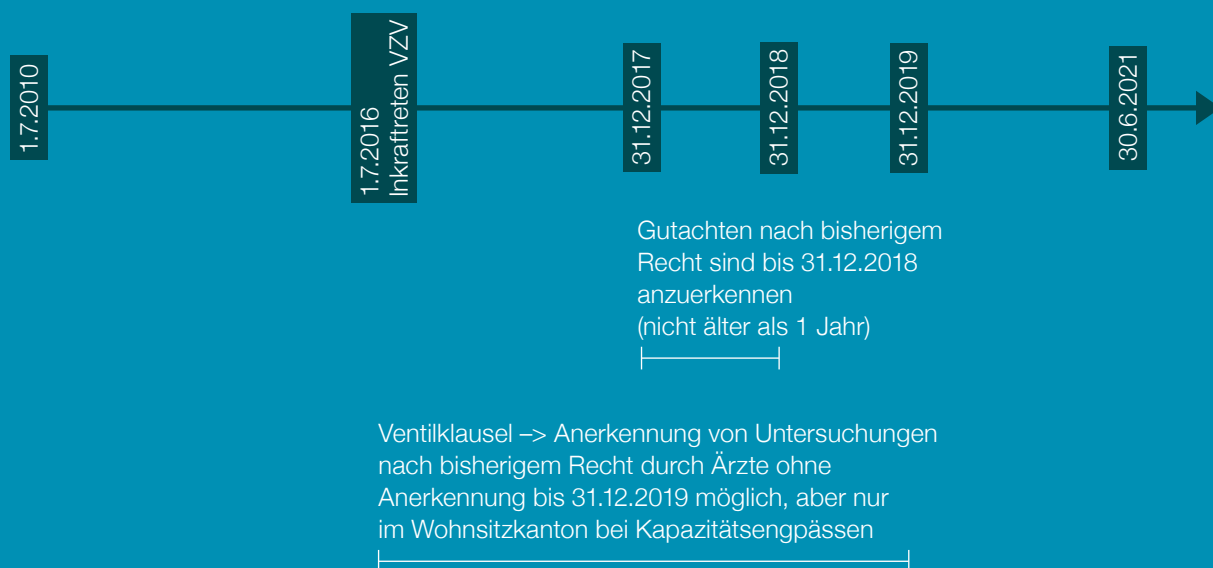 1.7.2010
1.7.2016
Inkraftreten VZV
31.12.2017
31.12.2018
31.12.2019
30.6.2021
Gutachten nach bisherigem
Recht sind bis 31.12.2018
anzuerkennen
(nicht älter als 1 Jahr)
Ventilklausel –> Anerkennung von Untersuchungen
nach bisherigem Recht durch Ärzte ohne
Anerkennung bis 31.12.2019 möglich, aber nur
im Wohnsitzkanton bei Kapazitätsengpässen